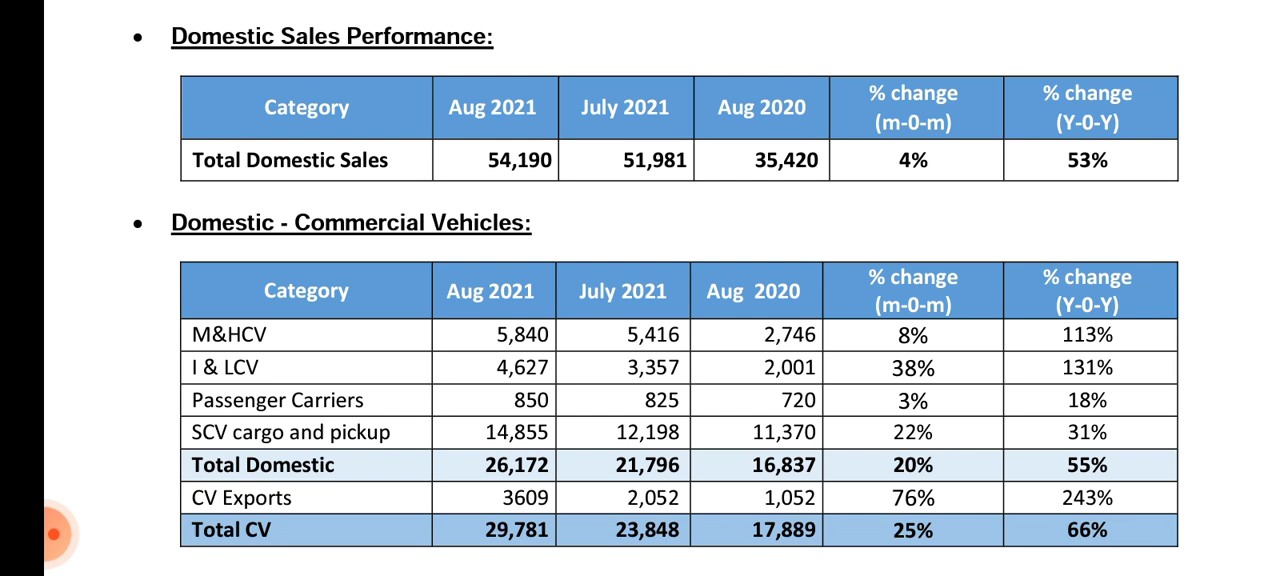 • Domestic Sales Performance:
Category Aug 2021 July 2021 Aug 2020 % change (m-0-m) % change (Y-0-Y)
Total Domestic Sales 54,190 51,981 35,420 4% 53%
• Domestic - Commercial Vehicles:
Category Aug 2021 July 2021 Aug 2020 % change (m-0-m) % change (Y-0-Y)
M&HCV 5,840 5,416 2,746 8% 113%
I & LCV 4,627 3,357 2,001 38% 131%
Passenger Carriers 850 825 720 3% 18%
SCV cargo and pickup 14,855 12,198 11,370 22% 31%
Total Domestic 26,172 21,796 16,837 20% 55%
CV Exports 3609 2,052 1,052 76% 243%
Total CV 29,781 23,848 17,889 25% 66%